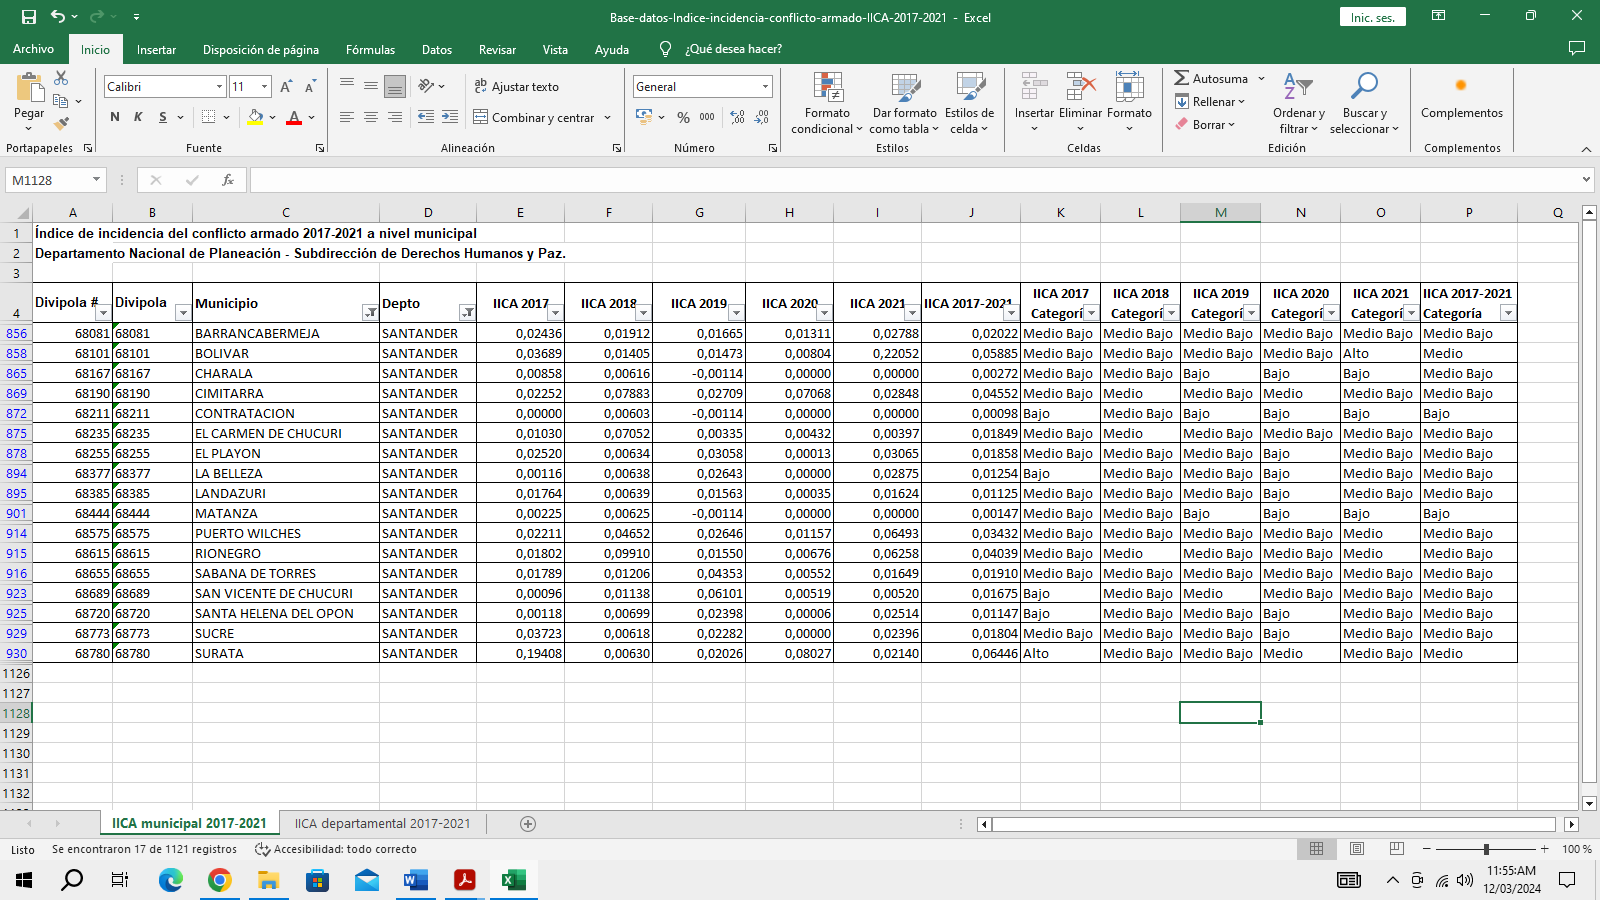 Base-datos-Indice-incidencia-conflicto-armado-IICA-2017-2021 - Excel
Inic. ses.
Archivo Inicio Insertar Disposición de página Fórmulas Datos Revisar Vista Ayuda ¿Qué desea hacer?
Pegar
Portapapeles
Calibri 11
N K S
Fuente
Ajustar texto
Combinar y centrar
Alineación
General
% 000
Número
Formato condicional
Dar formato como tabla
Estilos de celda
Estilos
Insertar Eliminar Formato
Celdas
Autosuma
Rellenar
Borrar
Ordenar y filtrar
Buscar y seleccionar
Edición
Complementos
Complementos
M1128 fx
A B C D E F G H I J K L M N O P Q
1 Índice de incidencia del conflicto armado 2017-2021 a nivel municipal
2 Departamento Nacional de Planeación - Subdirección de Derechos Humanos y Paz.
3
4 Divipola # Divipola Municipio Depto IICA 2017 IICA 2018 IICA 2019 IICA 2020 IICA 2021 IICA 2017-2021 IICA 2017 Categorí IICA 2018 Categorí IICA 2019 Categorí IICA 2020 Categorí IICA 2021 Categorí IICA 2017-2021 Categoría
856 68081 68081 BARRANCABERMEJA SANTANDER 0,02436 0,01912 0,01665 0,01311 0,02788 0,02022 Medio Bajo Medio Bajo Medio Bajo Medio Bajo Medio Bajo Medio Bajo
858 68101 68101 BOLIVAR SANTANDER 0,03689 0,01405 0,01473 0,00804 0,22052 0,05885 Medio Bajo Medio Bajo Medio Bajo Medio Bajo Alto Medio
865 68167 68167 CHARALA SANTANDER 0,00858 0,00616 -0,00114 0,00000 0,00000 0,00272 Medio Bajo Medio Bajo Bajo Bajo Bajo Medio Bajo
869 68190 68190 CIMITARRA SANTANDER 0,02252 0,07883 0,02709 0,07068 0,02848 0,04552 Medio Bajo Medio Medio Bajo Medio Medio Bajo Medio Bajo
872 68211 68211 CONTRATACION SANTANDER 0,00000 0,00603 -0,00114 0,00000 0,00000 0,00098 Bajo Medio Bajo Bajo Bajo Bajo Bajo
875 68235 68235 EL CARMEN DE CHUCURI SANTANDER 0,01030 0,07052 0,00335 0,00432 0,00397 0,01849 Medio Bajo Medio Medio Bajo Medio Bajo Medio Bajo Medio Bajo
878 68255 68255 EL PLAYON SANTANDER 0,02520 0,00634 0,03058 0,00013 0,03065 0,01858 Medio Bajo Medio Bajo Medio Bajo Bajo Medio Bajo Medio Bajo
894 68377 68377 LA BELLEZA SANTANDER 0,00116 0,00638 0,02643 0,00000 0,02875 0,01254 Bajo Medio Bajo Medio Bajo Bajo Medio Bajo Medio Bajo
895 68385 68385 LANDAZURI SANTANDER 0,01764 0,00639 0,01563 0,00035 0,01624 0,01125 Medio Bajo Medio Bajo Medio Bajo Bajo Medio Bajo Medio Bajo
901 68444 68444 MATANZA SANTANDER 0,00225 0,00625 -0,00114 0,00000 0,00000 0,00147 Medio Bajo Medio Bajo Bajo Bajo Bajo Bajo
914 68575 68575 PUERTO WILCHES SANTANDER 0,02211 0,04652 0,02646 0,01157 0,06493 0,03432 Medio Bajo Medio Bajo Medio Bajo Medio Bajo Medio Medio Bajo
915 68615 68615 RIONEGRO SANTANDER 0,01802 0,09910 0,01550 0,00676 0,06258 0,04039 Medio Bajo Medio Medio Bajo Medio Bajo Medio Medio Bajo
916 68655 68655 SABANA DE TORRES SANTANDER 0,01789 0,01206 0,04353 0,00552 0,01649 0,01910 Medio Bajo Medio Bajo Medio Bajo Medio Bajo Medio Bajo Medio Bajo
923 68689 68689 SAN VICENTE DE CHUCURI SANTANDER 0,00096 0,01138 0,06101 0,00519 0,00520 0,01675 Bajo Medio Bajo Medio Medio Bajo Medio Bajo Medio Bajo
925 68720 68720 SANTA HELENA DEL OPON SANTANDER 0,00118 0,00699 0,02398 0,00006 0,02514 0,01147 Bajo Medio Bajo Medio Bajo Bajo Medio Bajo Medio Bajo
929 68773 68773 SUCRE SANTANDER 0,03723 0,00618 0,02282 0,00000 0,02396 0,01804 Medio Bajo Medio Bajo Medio Bajo Bajo Medio Bajo Medio Bajo
930 68780 68780 SURATA SANTANDER 0,19408 0,00630 0,02026 0,08027 0,02140 0,06446 Alto Medio Bajo Medio Bajo Medio Medio Bajo Medio
1126
1127
1128
1129
1130
1131
1132
IICA municipal 2017-2021 IICA departamental 2017-2021
Listo Se encontraron 17 de 1121 registros Accesibilidad: todo correcto 100 %
11:55:AM
12/03/2024